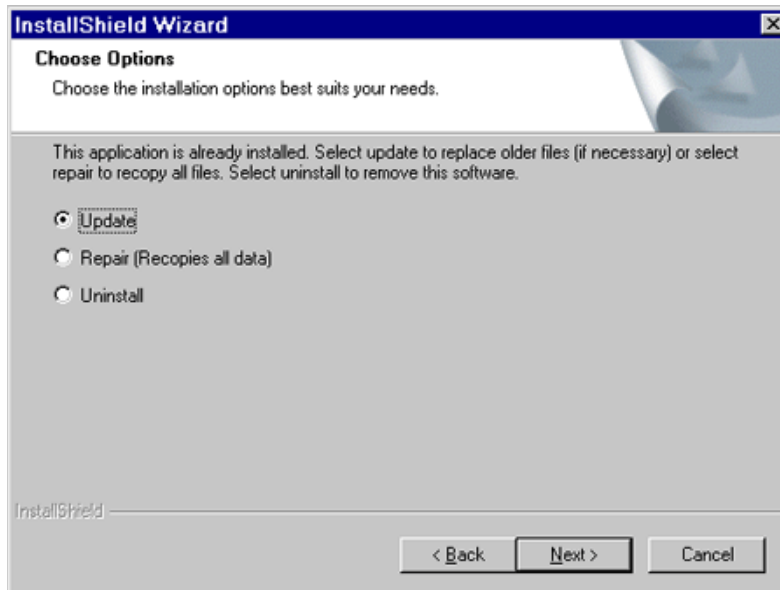 InstallShield Wizard
Choose Options
Choose the installation options best suits your needs.
This application is already installed. Select update to replace older files (if necessary) or select
repair to recopy all files. Select uninstall to remove this software.
Update
Repair (Recopies all data)
Uninstall
InstallShield
< Back Next > Cancel